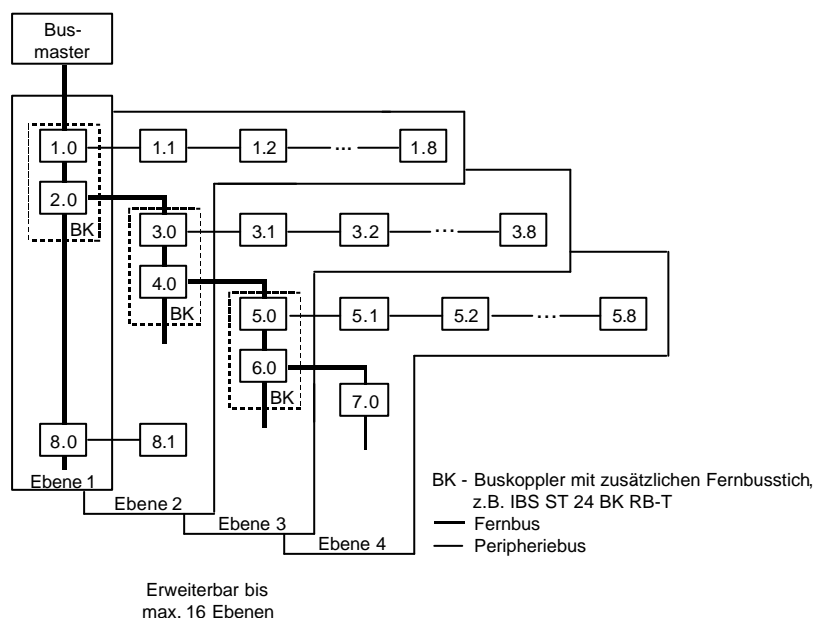 Bus-
master
1.0 1.1 1.2 ... 1.8
2.0
BK
3.0 3.1 3.2 ... 3.8
4.0
BK
5.0 5.1 5.2 ... 5.8
6.0
BK
7.0
8.0 8.1
Ebene 1
Ebene 2
Ebene 3
Ebene 4
BK - Buskoppler mit zusätzlichen Fernbusstich,
z.B. IBS ST 24 BK RB-T
Fernbus
Peripheriebus
Erweiterbar bis
max. 16 Ebenen